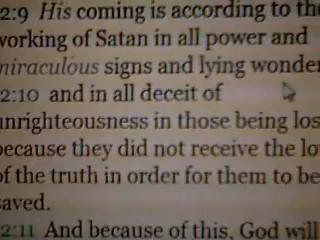 2:9 His coming is according to the
working of Satan in all power and
miraculous signs and lying wonder
2:10 and in all deceit of
unrighteousness in those being los
because they did not receive the lo
of the truth in order for them to be
saved.
2:11 And because of this, God will